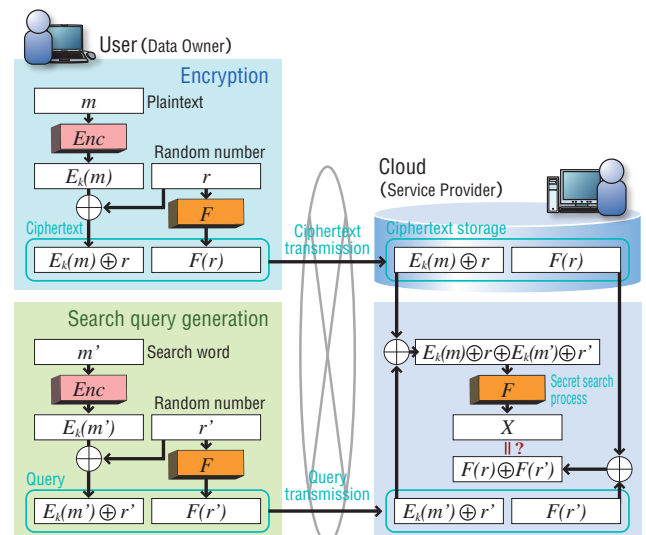 User (Data Owner)
Encryption
m
Plaintext
Enc
Random number
E_k(m)
r
F
Ciphertext
E_k(m) ⊕ r
F(r)
Ciphertext
transmission
Cloud
(Service Provider)
Ciphertext storage
E_k(m) ⊕ r
F(r)
Search query generation
m'
Search word
Enc
Random number
E_k(m')
r'
F
Query
E_k(m') ⊕ r'
F(r')
Query
transmission
E_k(m)⊕r⊕E_k(m')⊕r'
F
Secret search
process
X
=?
F(r)⊕F(r')
E_k(m') ⊕ r'
F(r')